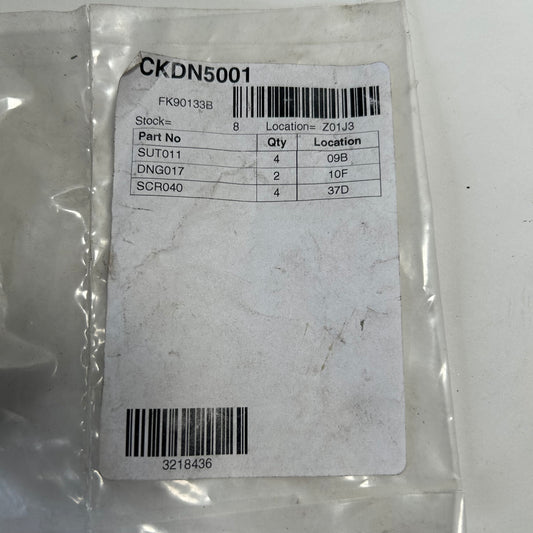 CKDN5001
FK90133B
Stock= 8 Location= Z01J3
Part No Qty Location
SUT011 4 09B
DNG017 2 10F
SCR040 4 37D
3218436